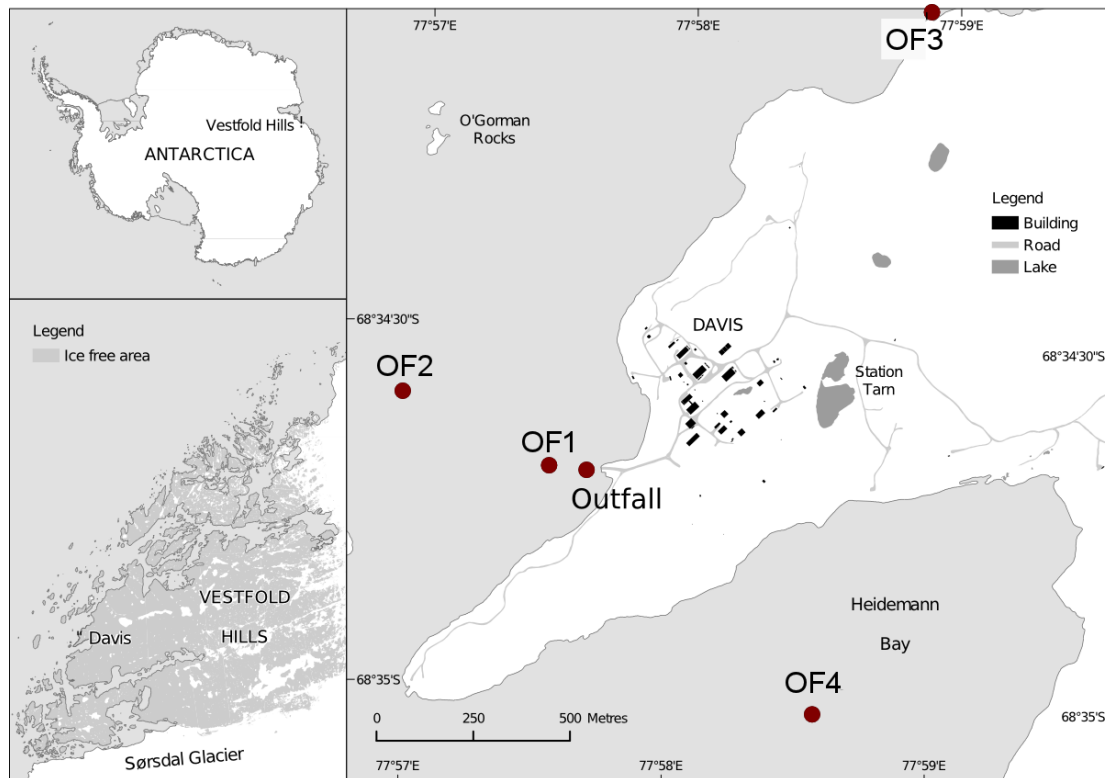 Vestfold Hills !
ANTARCTICA
Legend
Ice free area
VESTFOLD
HILLS
" Davis
Sørsdal Glacier
77°57'E
77°58'E
77°59'E
OF3
O'Gorman
Rocks
Legend
Building
Road
Lake
68°34'30"S
DAVIS
68°34'30"S
OF2
Station
Tarn
OF1
Outfall
Heidemann
Bay
68°35'S
OF4
68°35'S
0
250
500 Metres
77°57'E
77°58'E
77°59'E